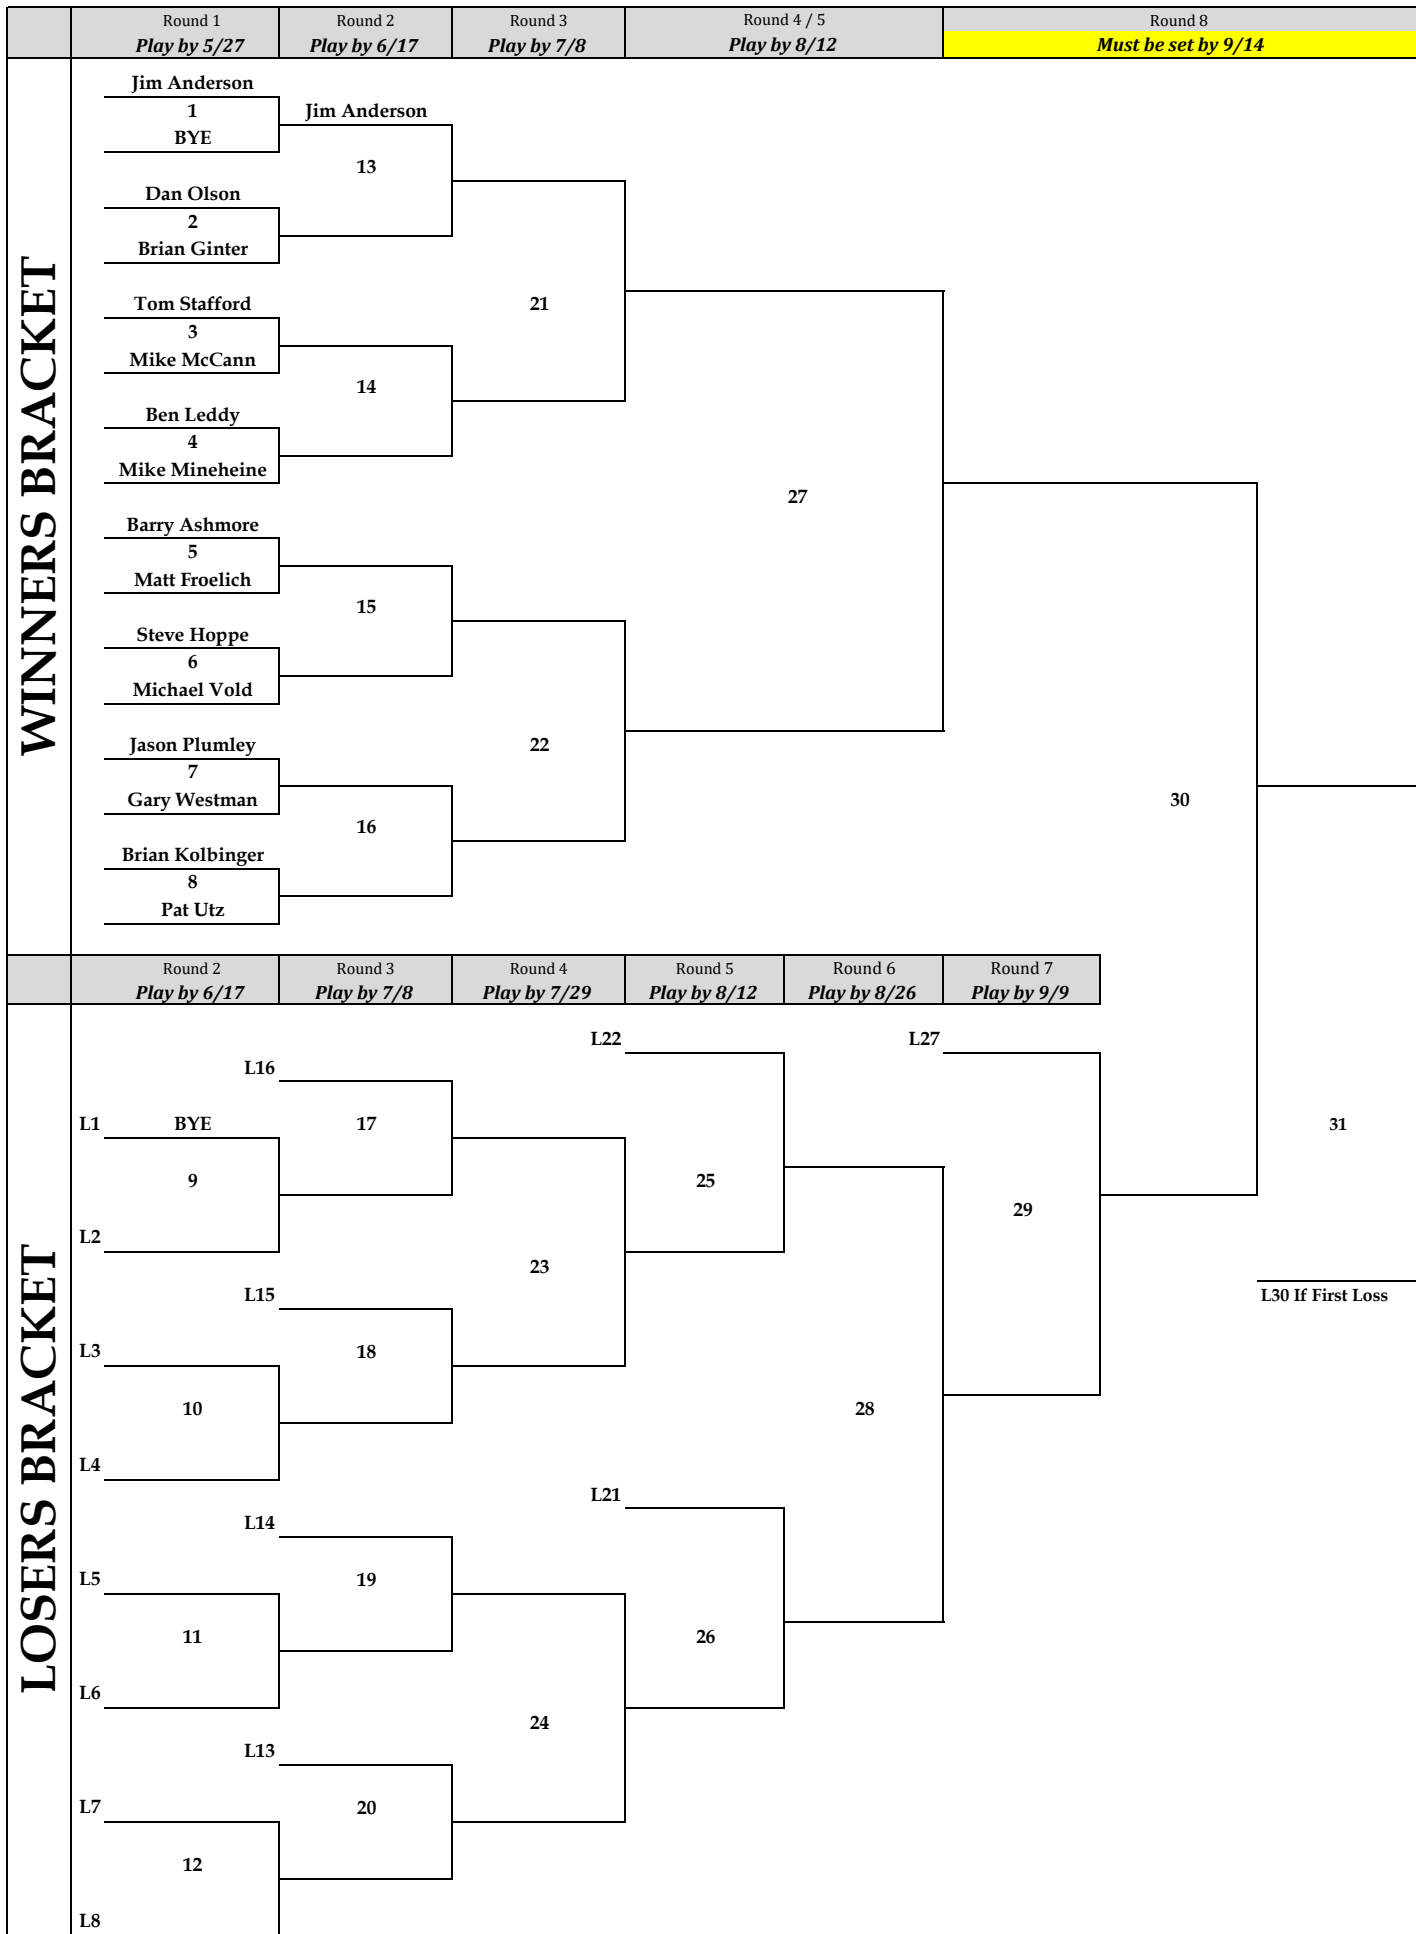 Round 1 Round 2 Round 3 Round 4 / 5 Round 8
Play by 5/27 Play by 6/17 Play by 7/8 Play by 8/12 Must be set by 9/14
WINNERS BRACKET
Jim Anderson
1 Jim Anderson
BYE
13
Dan Olson
2
Brian Ginter
Tom Stafford 21
3
Mike McCann
14
Ben Leddy
4
Mike Mineheine
27
Barry Ashmore
5
Matt Froelich
15
Steve Hoppe
6
Michael Vold
Jason Plumley 22
7
Gary Westman 30
16
Brian Kolbinger
8
Pat Utz
Round 2 Round 3 Round 4 Round 5 Round 6 Round 7
Play by 6/17 Play by 7/8 Play by 7/29 Play by 8/12 Play by 8/26 Play by 9/9
LOSERS BRACKET
L22 L27
L16
L1 BYE 17 31
9 25
29
L2
23
L15 L30 If First Loss
L3 18
10 28
L4
L21
L14
L5 19
11 26
L6
24
L13
L7 20
12
L8